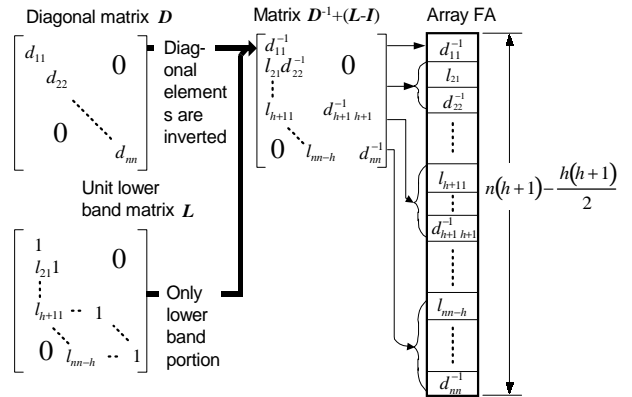 Diagonal matrix D
d11
d22
0
0
dnn
Diag-
onal
element
s are
inverted
Unit lower
band matrix L
1
l21 1
0
lh+11 -- 1
0
lnn−h -- 1
Only
lower
band
portion
Matrix D⁻¹+(L-I)
d11⁻¹
l21 d22⁻¹
0
lh+11
dh+1 h+1⁻¹
0
lnn−h
dnn⁻¹
Array FA
d11⁻¹
l21
d22⁻¹
lh+11
dh+1 h+1⁻¹
lnn−h
dnn⁻¹
n(h+1) − h(h+1)/2